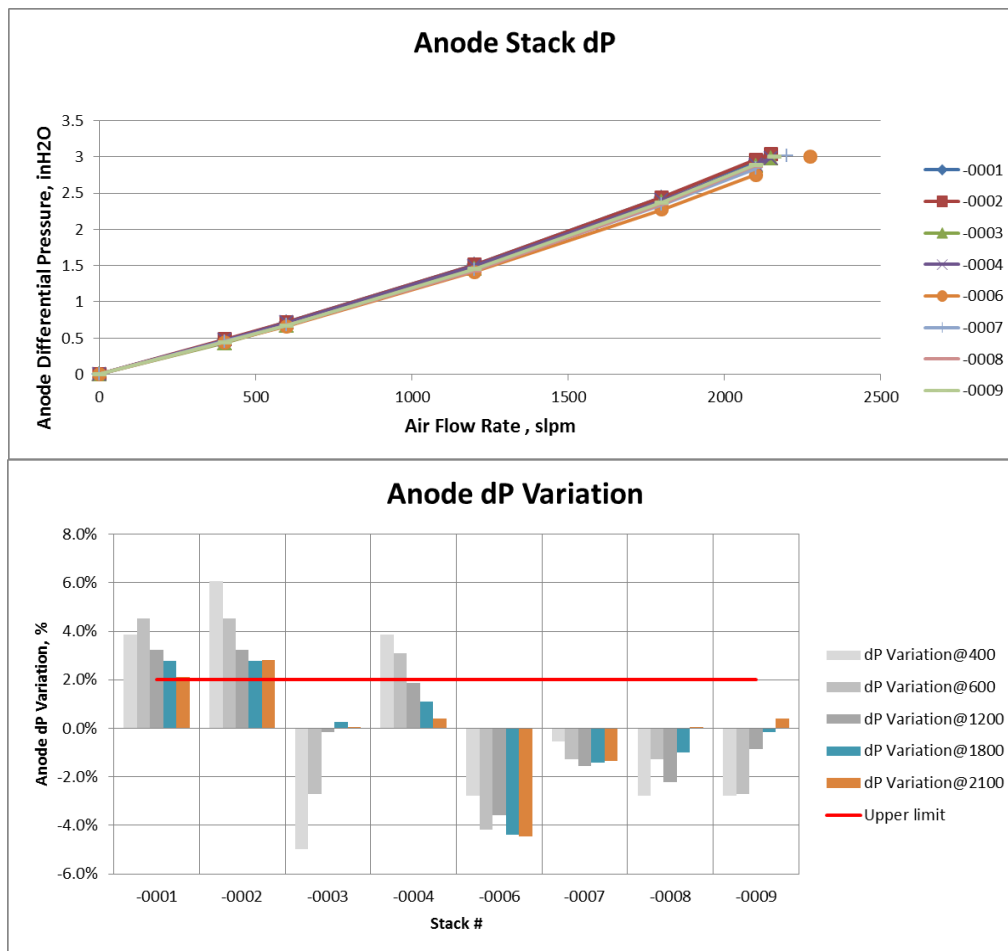 Anode Stack dP
Anode Differential Pressure, inH2O
3.5
3
2.5
2
1.5
1
0.5
0
0 500 1000 1500 2000 2500
Air Flow Rate , slpm
-0001
-0002
-0003
-0004
-0006
-0007
-0008
-0009
Anode dP Variation
Anode dP Variation, %
8.0%
6.0%
4.0%
2.0%
0.0%
-2.0%
-4.0%
-6.0%
-0001 -0002 -0003 -0004 -0006 -0007 -0008 -0009
Stack #
dP Variation@400
dP Variation@600
dP Variation@1200
dP Variation@1800
dP Variation@2100
Upper limit